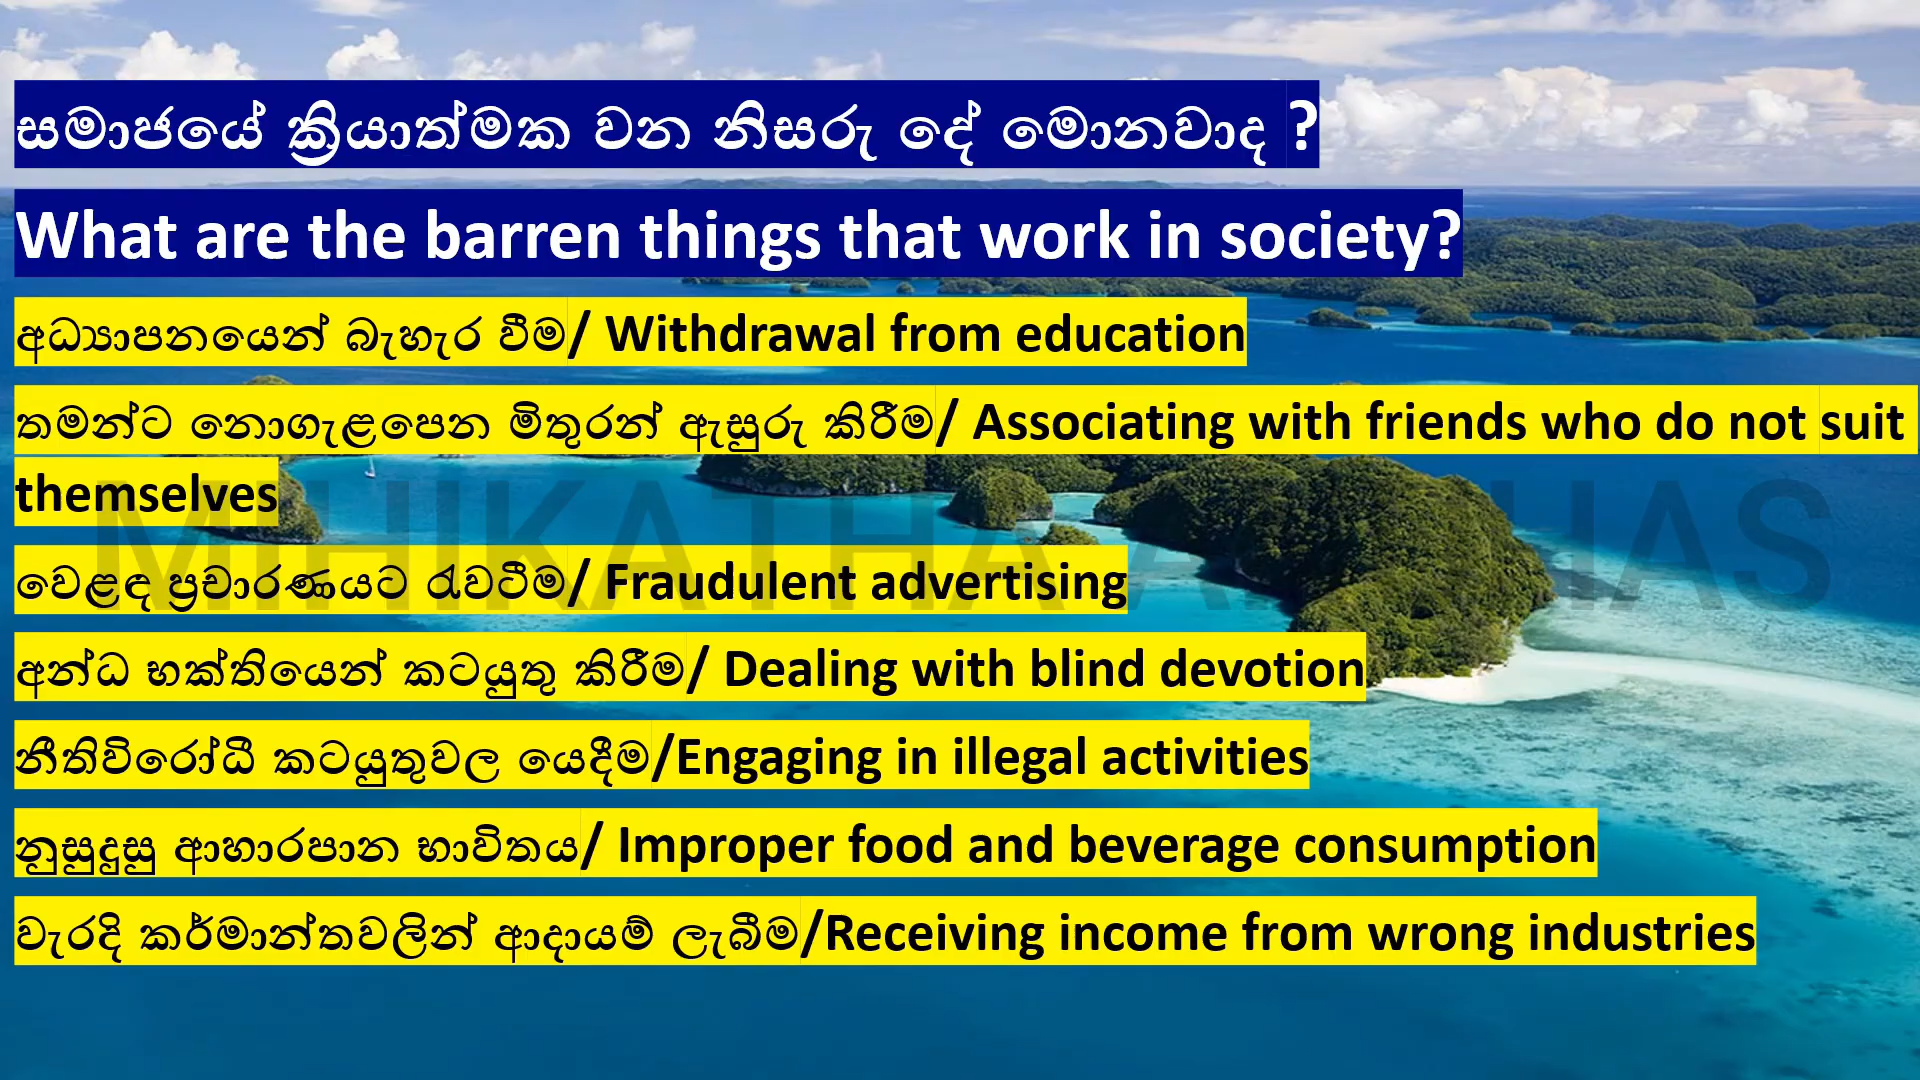 සමාජයේ ක්‍රියාත්මක වන නිසරු දේ මොනවාද ?
What are the barren things that work in society?
අධ්‍යාපනයෙන් බැහැර වීම/ Withdrawal from education
තමන්ට නොගැළපෙන මිතුරන් ඇසුරු කිරීම/ Associating with friends who do not suit
themselves
වෙළඳ ප්‍රචාරණයට රැවටීම/ Fraudulent advertising
අන්ධ භක්තියෙන් කටයුතු කිරීම/ Dealing with blind devotion
නීතිවිරෝධී කටයුතුවල යෙදීම/Engaging in illegal activities
නුසුදුසු ආහාරපාන භාවිතය/ Improper food and beverage consumption
වැරදි කර්මාන්තවලින් ආදායම් ලැබීම/Receiving income from wrong industries
MIHIKATHA